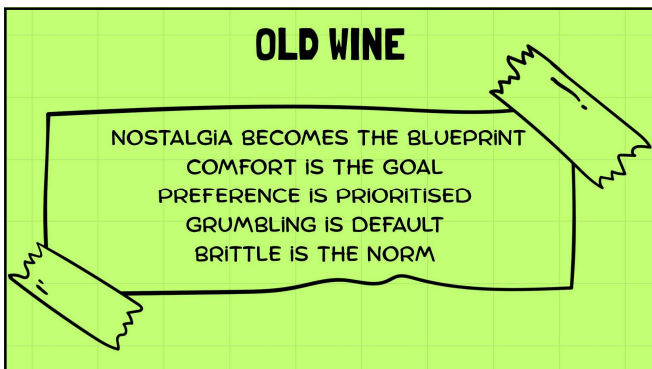 OLD WINE
NOSTALGIA BECOMES THE BLUEPRINT
COMFORT IS THE GOAL
PREFERENCE IS PRIORITISED
GRUMBLING IS DEFAULT
BRITTLE IS THE NORM